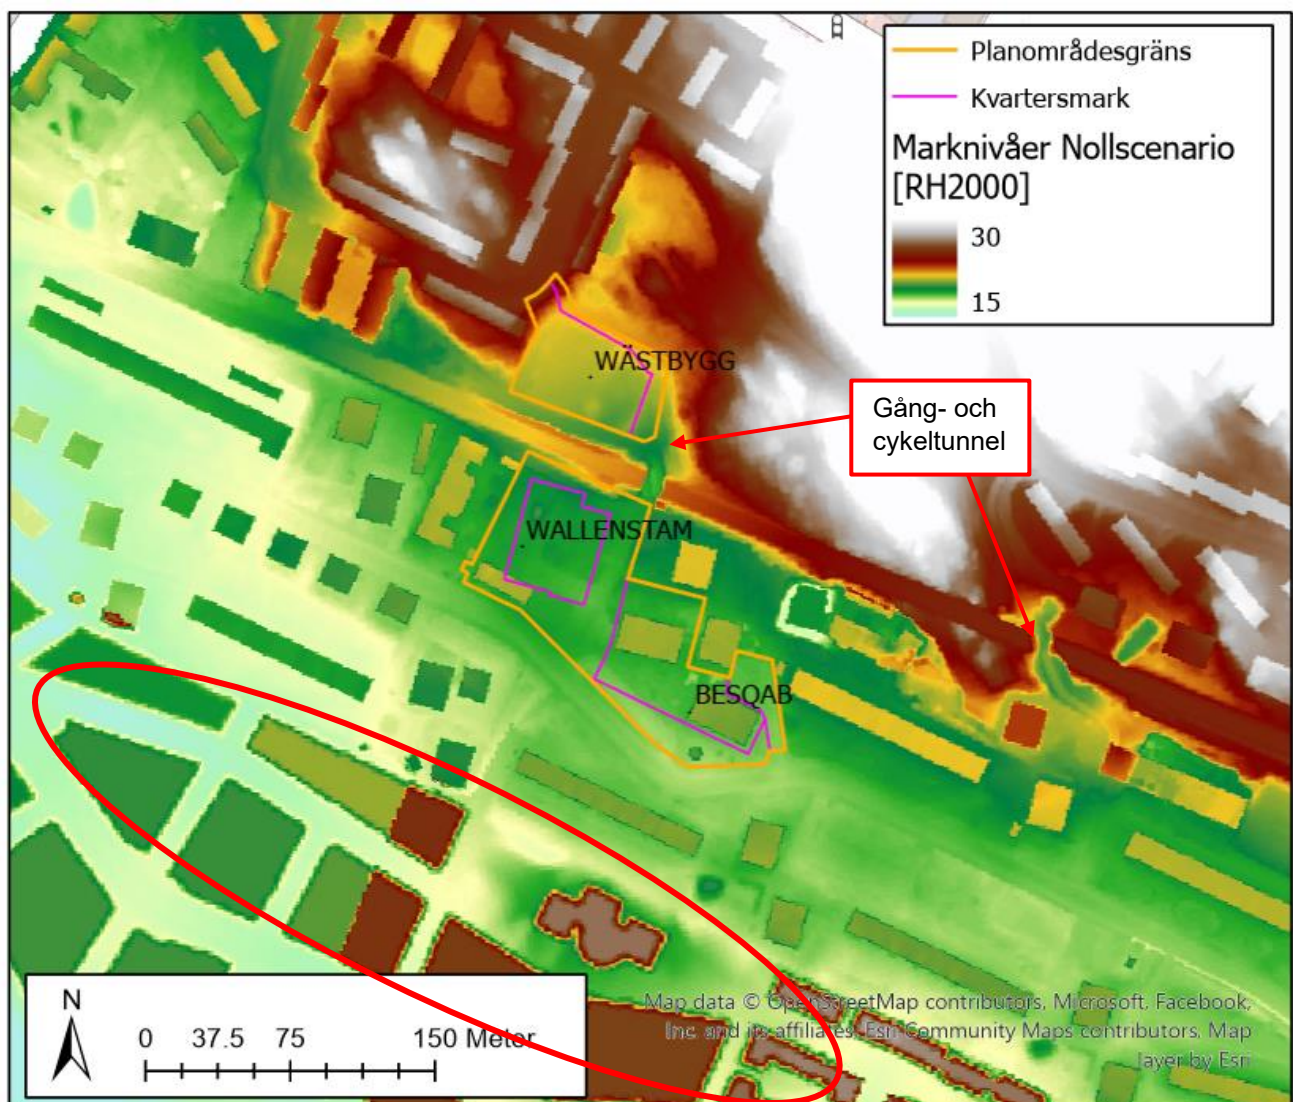 Planområdesgräns
Kvartersmark
Marknivåer Nollscenario
[RH2000]
30
15
WÄSTBYGG
Gång- och
cykeltunnel
WALLENSTAM
BESQAB
N
0 37.5 75 150 Meter
Map data © OpenStreetMap contributors, Microsoft, Facebook,
Inc. and its affiliates, Esri Community Maps contributors, Map
layer by Esri